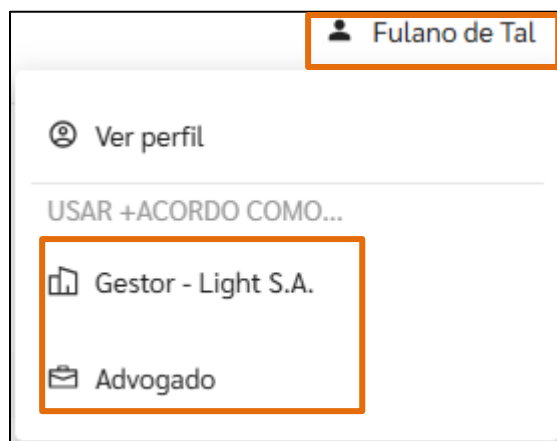 Fulano de Tal
Ver perfil
USAR +ACORDO COMO...
Gestor - Light S.A.
Advogado